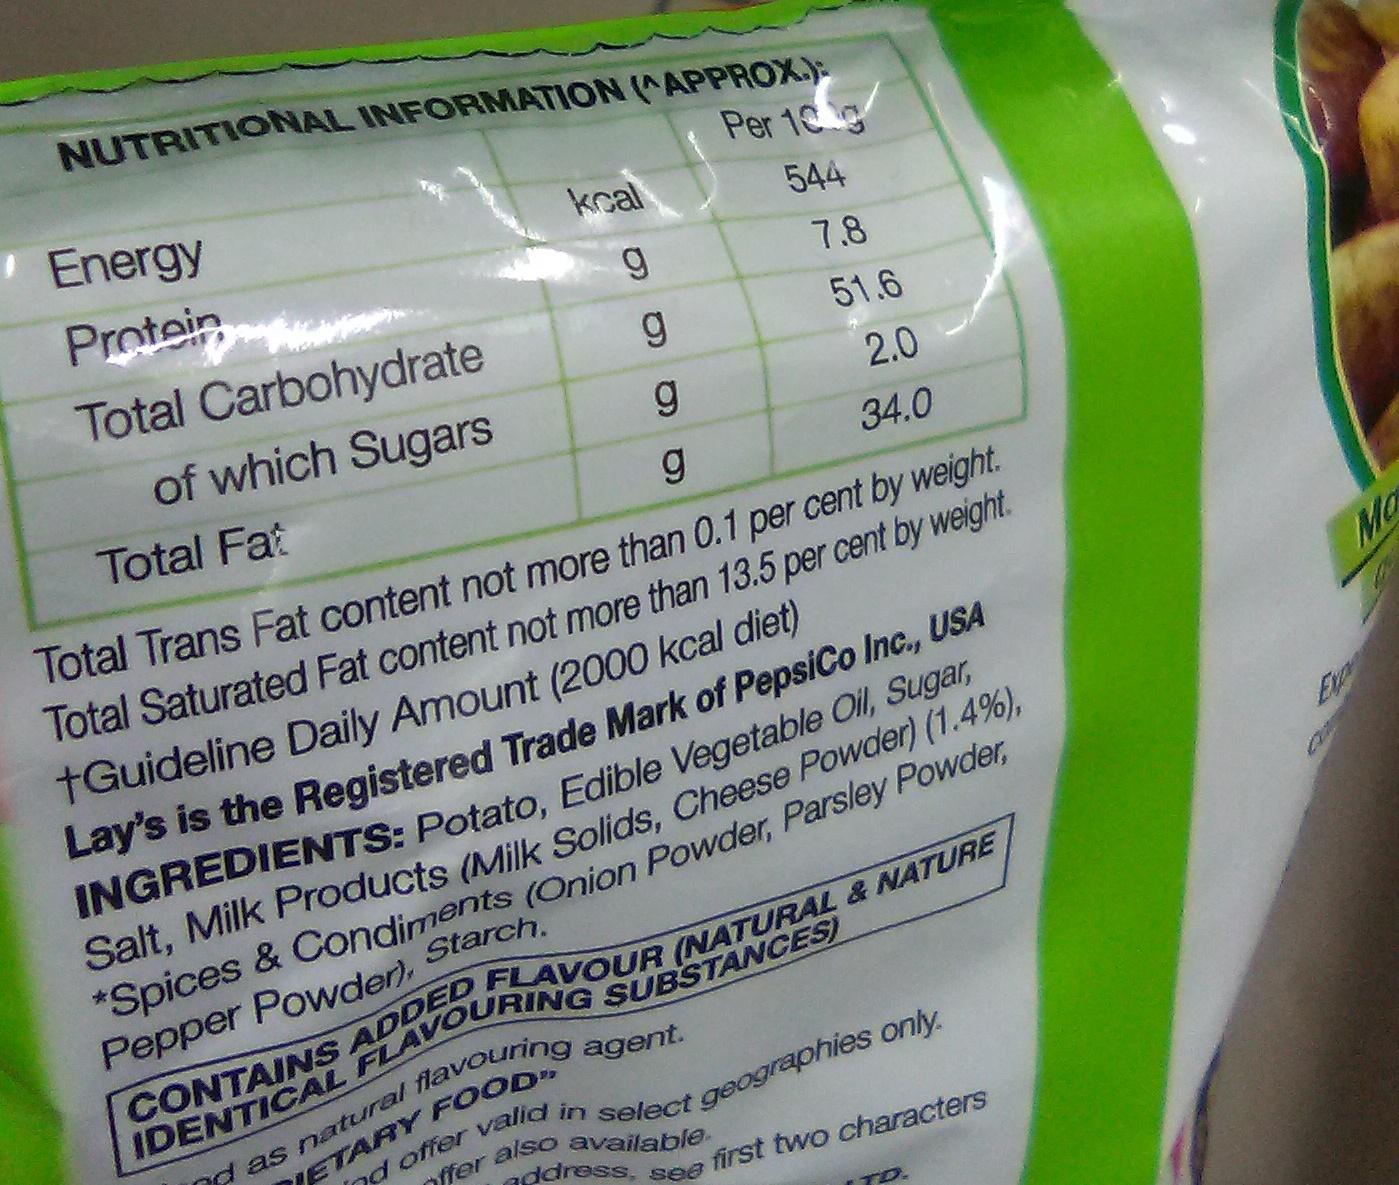 NUTRITIONAL INFORMATION (^APPROX.):
Per 100g
Energy kcal 544
Protein g 7.8
Total Carbohydrate g 51.6
of which Sugars g 2.0
Total Fat g 34.0
Total Trans Fat content not more than 0.1 per cent by weight.
Total Saturated Fat content not more than 13.5 per cent by weight.
†Guideline Daily Amount (2000 kcal diet)
Lay's is the Registered Trade Mark of PepsiCo Inc., USA
INGREDIENTS: Potato, Edible Vegetable Oil, Sugar,
Salt, Milk Products (Milk Solids, Cheese Powder) (1.4%),
*Spices & Condiments (Onion Powder, Parsley Powder,
Pepper Powder), Starch.
CONTAINS ADDED FLAVOUR (NATURAL & NATURE
IDENTICAL FLAVOURING SUBSTANCES)
as natural flavouring agent.
FOOD"
offer valid in select geographies only.
offer also available.
address, see first two characters
LTD.